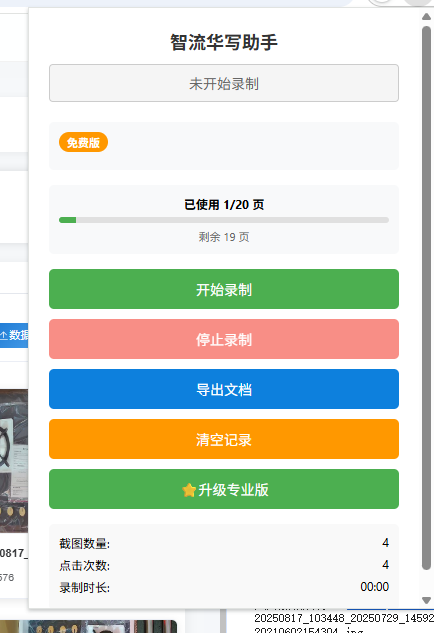 智流华写助手
未开始录制
免费版
已使用 1/20 页
剩余 19 页
开始录制
停止录制
导出文档
清空记录
⭐升级专业版
截图数量: 4
点击次数: 4
录制时长: 00:00
数据
0817_
576
20250817_103448_20250729_14592